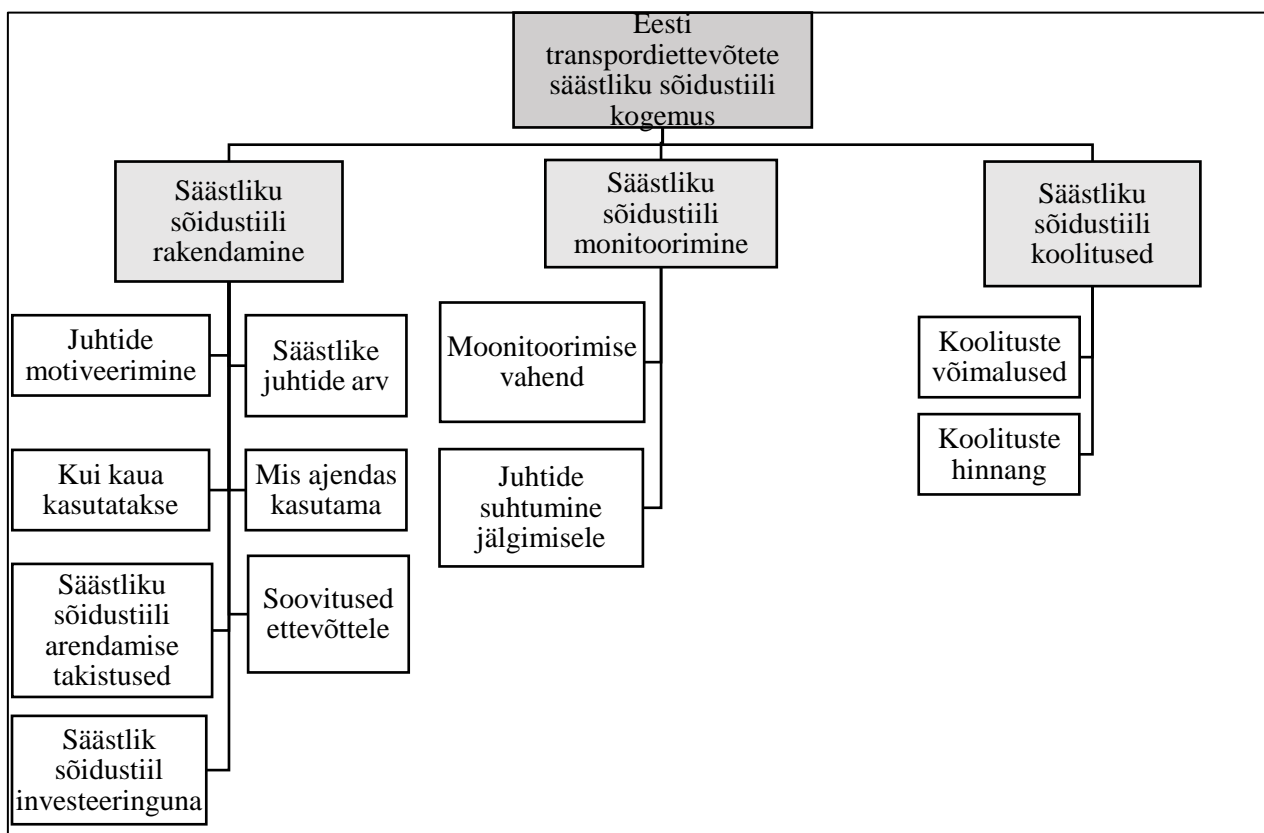 Eesti
transpordiettevõtete
säästliku sõidustiili
kogemus
Säästliku
sõidustiili
rakendamine
Säästliku
sõidustiili
monitoorimine
Säästliku
sõidustiili
koolitused
Juhtide
motiveerimine
Säästlike
juhtide arv
Kui kaua
kasutatakse
Mis ajendas
kasutama
Säästliku
sõidustiili
arendamise
takistused
Soovitused
ettevõttele
Säästlik
sõidustiil
investeeringuna
Moonitoorimise
vahend
Juhtide
suhtumine
jälgimisele
Koolituste
võimalused
Koolituste
hinnang